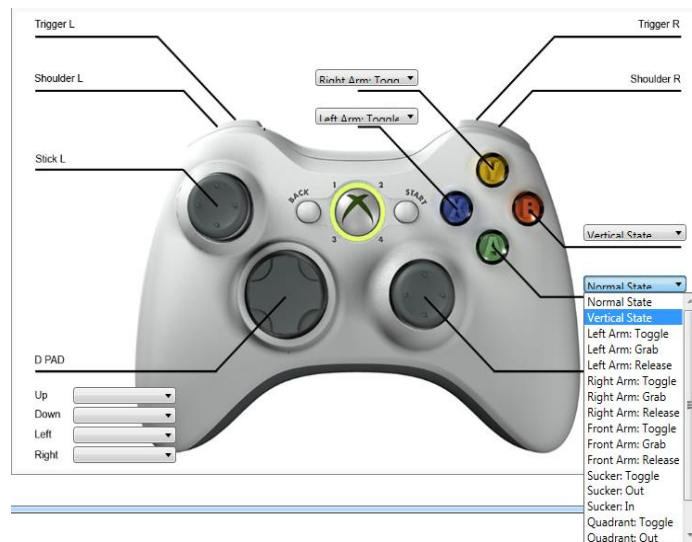 Trigger L
Trigger R
Right Arm: Togg
Shoulder L
Shoulder R
Left Arm: Toggle
Stick L
1 2
BACK START
Y
X B
3 4
A
Vertical State
Normal State
Normal State
Vertical State
Left Arm: Toggle
Left Arm: Grab
Left Arm: Release
Right Arm: Toggle
Right Arm: Grab
Right Arm: Release
Front Arm: Toggle
Front Arm: Grab
Front Arm: Release
Sucker: Toggle
Sucker: Out
Sucker: In
Quadrant: Toggle
Quadrant: Out
D PAD
Up
Down
Left
Right